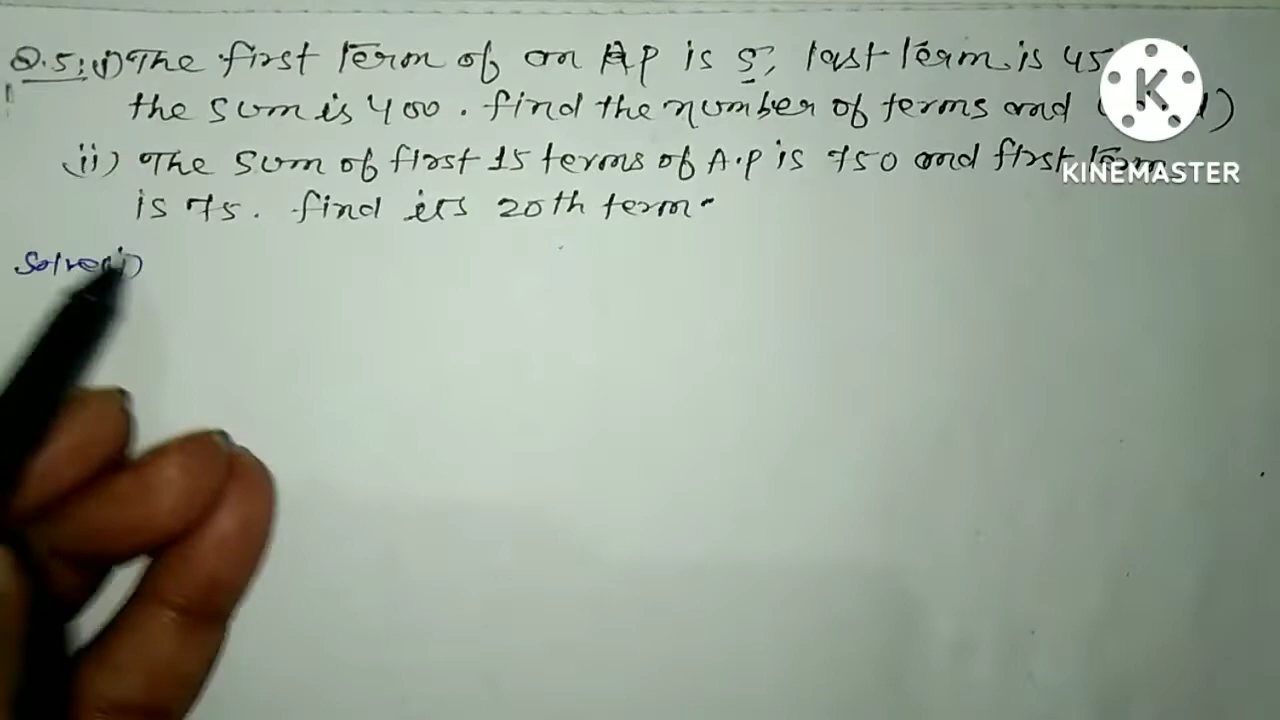 Q.5:(i) The first term of an AP is 5, last term is 45
the sum is 400. find the number of terms and
(ii) The sum of first 15 terms of A.P is 750 and first term
is 75. find its 20th term.
Solve(i)
KINEMASTER